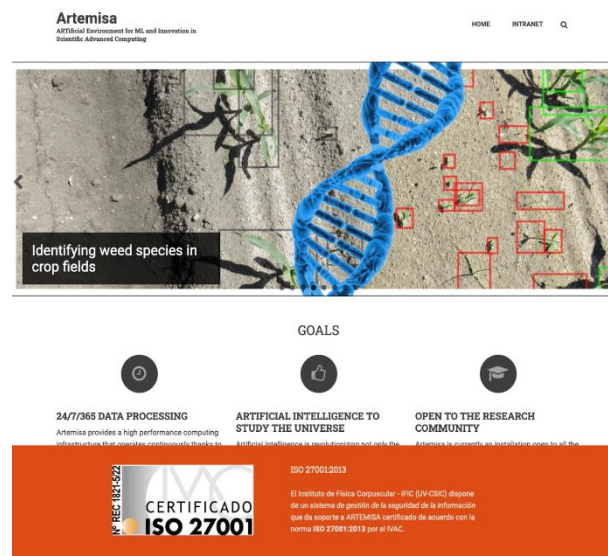 Artemisa
ARTificial Environment for ML and Innovation in
Scientific Advanced Computing
HOME INTRANET
Identifying weed species in
crop fields
GOALS
24/7/365 DATA PROCESSING
Artemisa provides a high performance computing
infrastructure that operates continuously thanks to
ARTIFICIAL INTELLIGENCE TO
STUDY THE UNIVERSE
Artificial Intelligence is revolutionizing not only the
OPEN TO THE RESEARCH
COMMUNITY
Artemisa is currently an installation open to all the
Nº REC 1821-5/22
IVAC
CERTIFICADO
ISO 27001
ISO 27001:2013
El Instituto de Física Corpuscular - IFIC (UV-CSIC) dispone
de un sistema de gestión de la seguridad de la información
que da soporte a ARTEMISA certificado de acuerdo con la
norma ISO 27001:2013 por el IVAC.